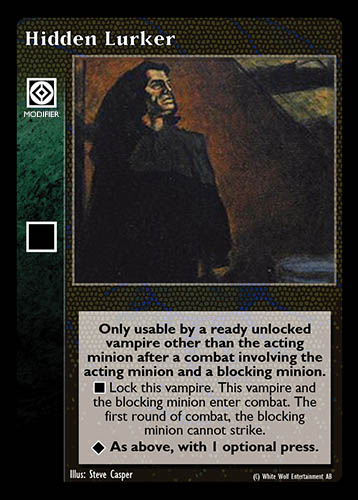 Hidden Lurker
MODIFIER
Only usable by a ready unlocked
vampire other than the acting
minion after a combat involving the
acting minion and a blocking minion.
Lock this vampire. This vampire and
the blocking minion enter combat. The
first round of combat, the blocking
minion cannot strike.
As above, with 1 optional press.
Illus: Steve Casper
(C) White Wolf Entertainment AB